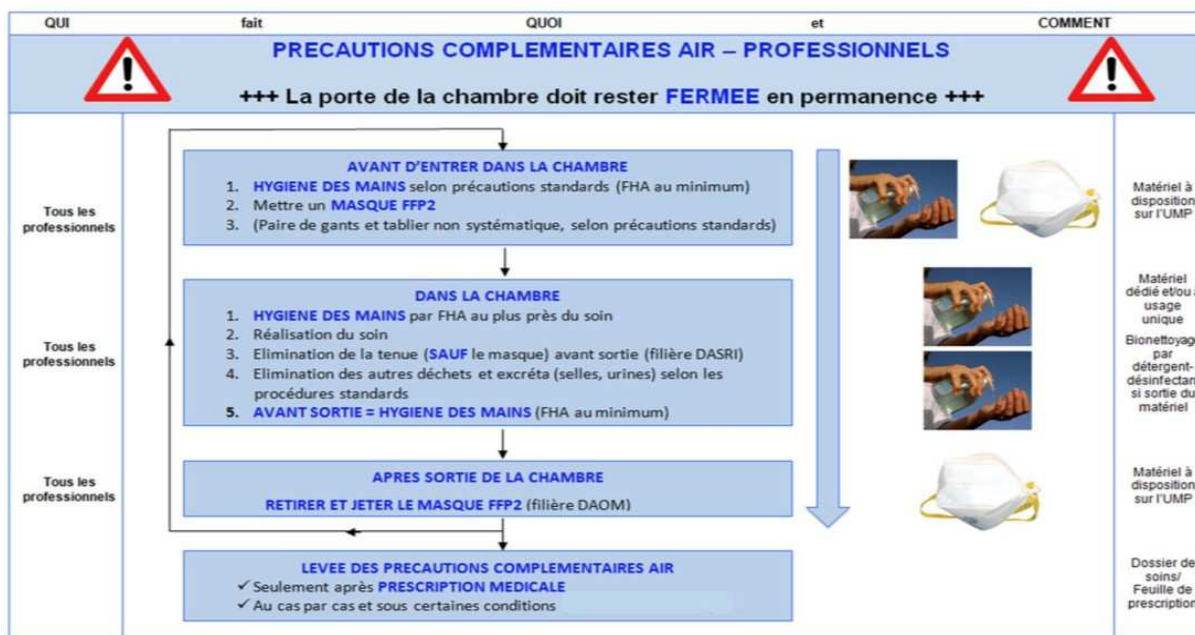 QUI fait QUOI et COMMENT
PRECAUTIONS COMPLEMENTAIRES AIR – PROFESSIONNELS
+++ La porte de la chambre doit rester FERMEE en permanence +++
Tous les
professionnels
AVANT D'ENTRER DANS LA CHAMBRE
1. HYGIENE DES MAINS selon précautions standards (FHA au minimum)
2. Mettre un MASQUE FFP2
3. (Paire de gants et tablier non systématique, selon précautions standards)
Matériel à
disposition
sur l'UMP
Tous les
professionnels
DANS LA CHAMBRE
1. HYGIENE DES MAINS par FHA au plus près du soin
2. Réalisation du soin
3. Elimination de la tenue (SAUF le masque) avant sortie (filière DASRI)
4. Elimination des autres déchets et excréta (selles, urines) selon les
procédures standards
5. AVANT SORTIE = HYGIENE DES MAINS (FHA au minimum)
Matériel
dédié et/ou à
usage
unique
Bionettoyage
par
détergent-
désinfectant
si sortie du
matériel
Tous les
professionnels
APRES SORTIE DE LA CHAMBRE
RETIRER ET JETER LE MASQUE FFP2 (filière DAOM)
Matériel à
disposition
sur l'UMP
LEVEE DES PRECAUTIONS COMPLEMENTAIRES AIR
✓ Seulement après PRESCRIPTION MEDICALE
✓ Au cas par cas et sous certaines conditions
Dossier de
soins/
Feuille de
prescription